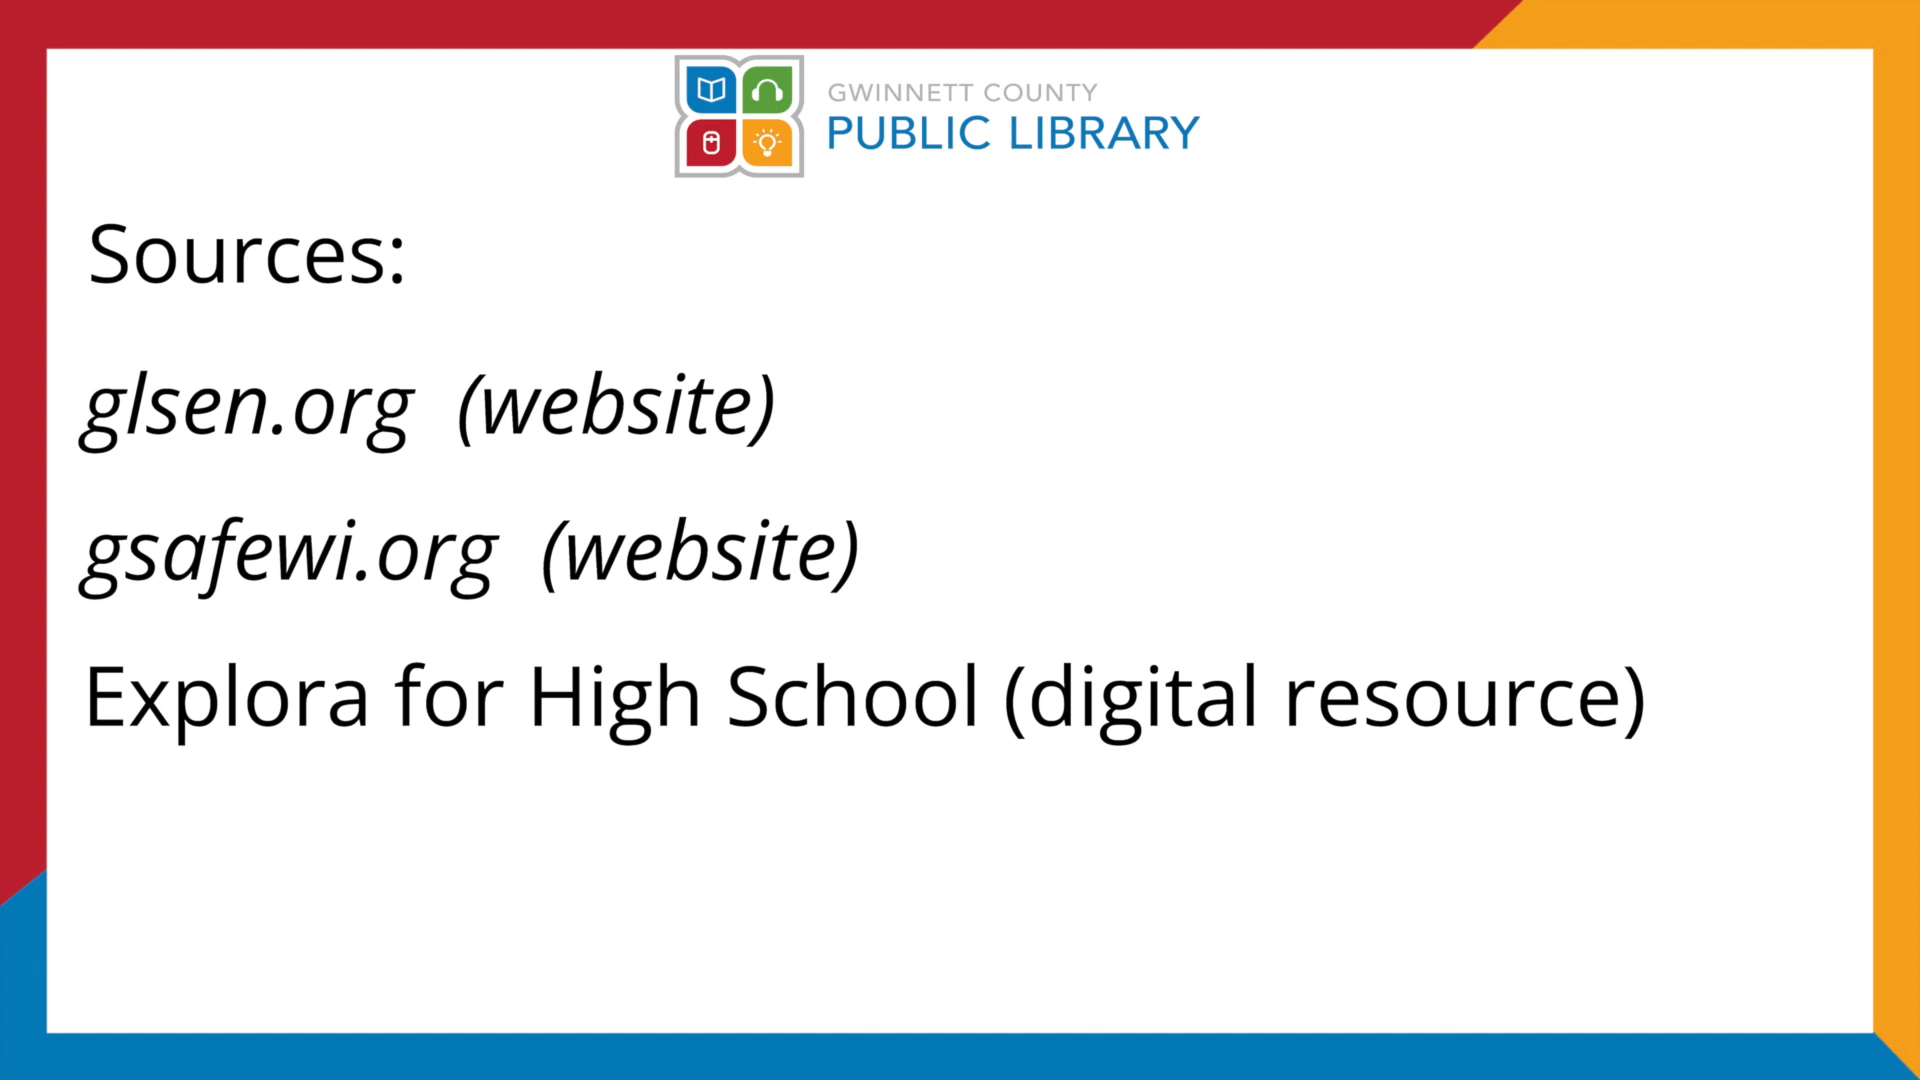 GWINNETT COUNTY
PUBLIC LIBRARY
Sources:
glsen.org (website)
gsafewi.org (website)
Explora for High School (digital resource)